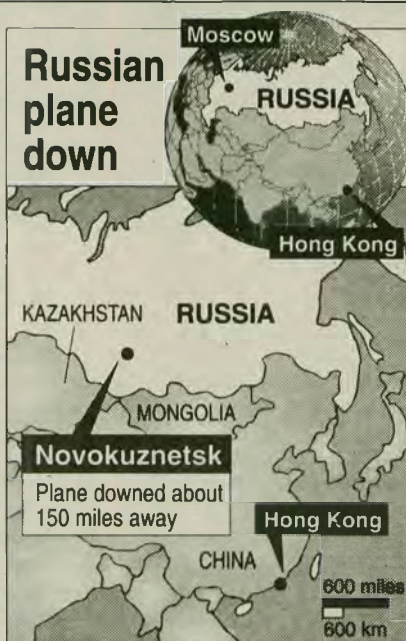 Russian
plane
down
Moscow
RUSSIA
Hong Kong
KAZAKHSTAN
RUSSIA
MONGOLIA
Novokuznetsk
Plane downed about
150 miles away
Hong Kong
CHINA
600 miles
600 km